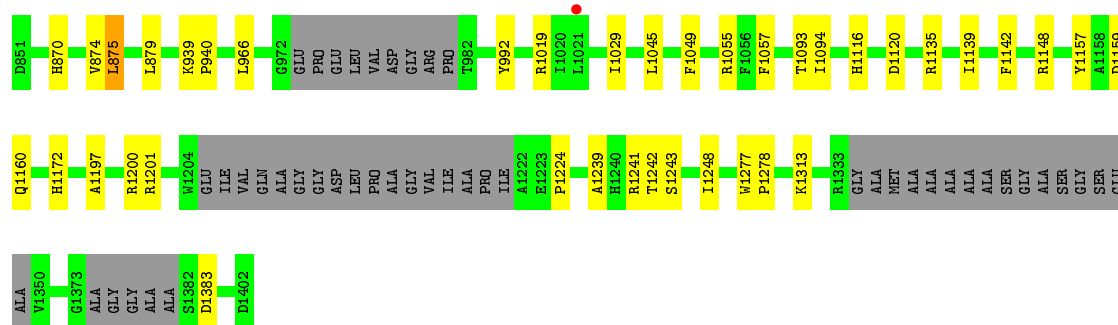 D851 H870 V874 L875 L879 K939 P940 L966 G972 GLU PRO GLU LEU VAL ASP GLY ARG PRO T982 Y992 R1019 I1020 L1021 I1029 L1045 F1049 R1055 F1056 F1057 T1093 I1094 H1116 D1120 R1135 I1139 F1142 R1148 Y1157 A1158 D1159
Q1160 H1172 A1197 R1200 R1201 W1204 GLU ILE VAL GLN ALA GLY GLY ASP LEU PRO ALA GLY VAL ILE ALA PRO ILE A1222 E1223 P1224 A1239 H1240 R1241 T1242 S1243 I1248 W1277 P1278 K1313 R1333 GLY ALA MET ALA ALA ALA ALA ALA SER GLY ALA SER GLY SER GLU
ALA V1350 G1373 ALA GLY GLY ALA ALA S1382 D1383 D1402